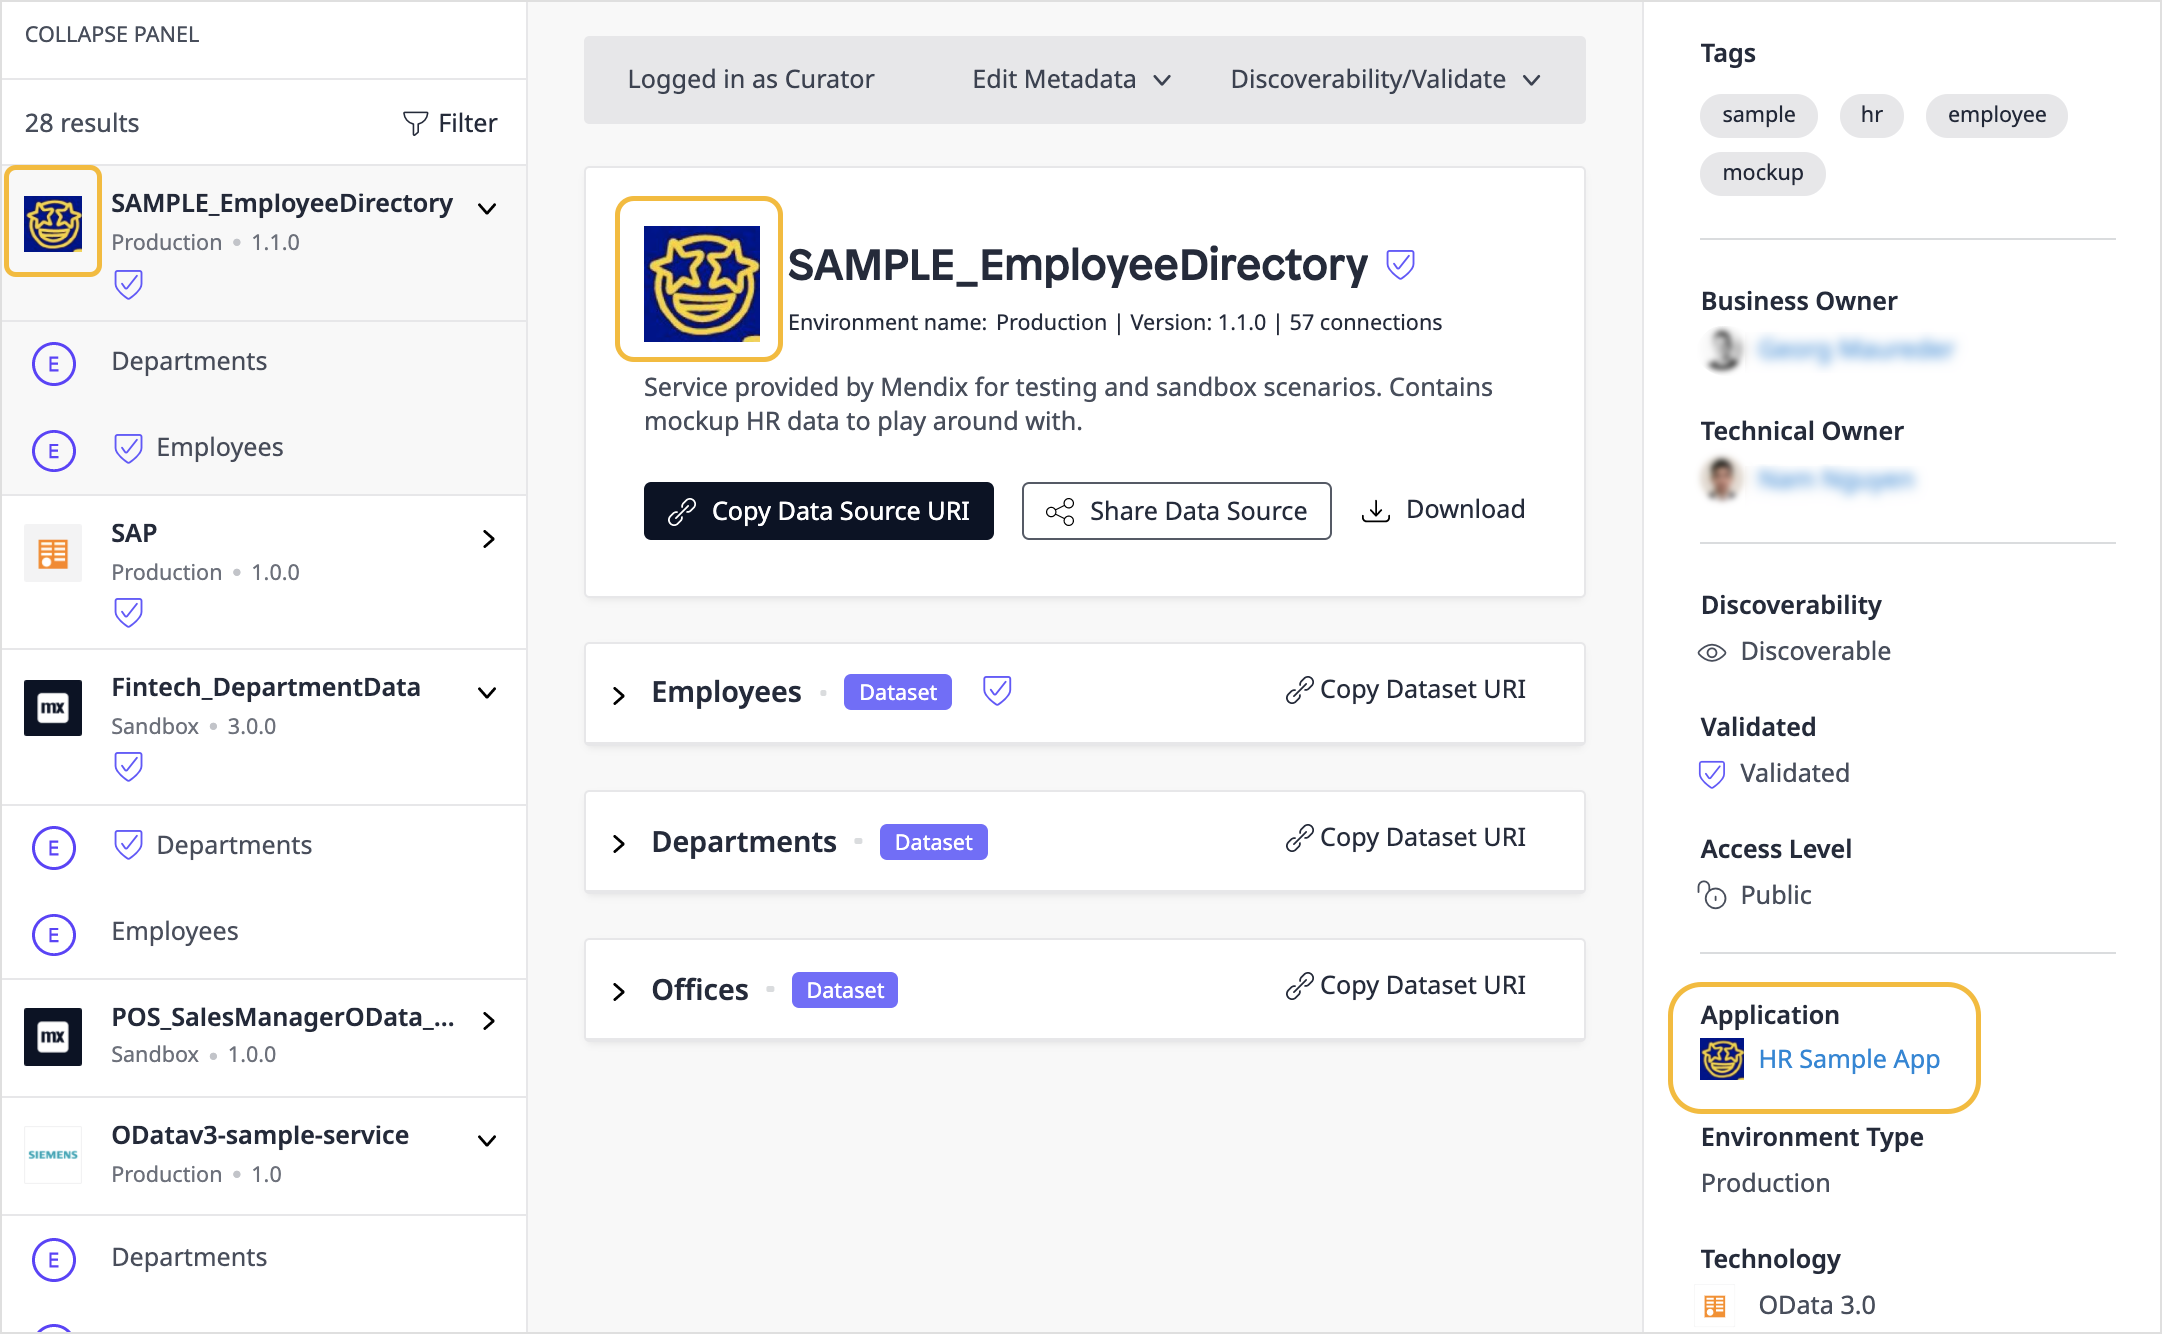 COLLAPSE PANEL
28 results
Filter
SAMPLE_EmployeeDirectory
Production • 1.1.0
E Departments
E Employees
SAP
Production • 1.0.0
mx
Fintech_DepartmentData
Sandbox • 3.0.0
E Departments
E Employees
mx
POS_SalesManagerOData_...
Sandbox • 1.0.0
SIEMENS
ODatav3-sample-service
Production • 1.0
E Departments
Logged in as Curator
Edit Metadata
Discoverability/Validate
SAMPLE_EmployeeDirectory
Environment name: Production | Version: 1.1.0 | 57 connections
Service provided by Mendix for testing and sandbox scenarios. Contains
mockup HR data to play around with.
Copy Data Source URI
Share Data Source
Download
Employees Dataset Copy Dataset URI
Departments Dataset Copy Dataset URI
Offices Dataset Copy Dataset URI
Tags
sample hr employee
mockup
Business Owner
Technical Owner
Discoverability
Discoverable
Validated
Validated
Access Level
Public
Application
HR Sample App
Environment Type
Production
Technology
OData 3.0